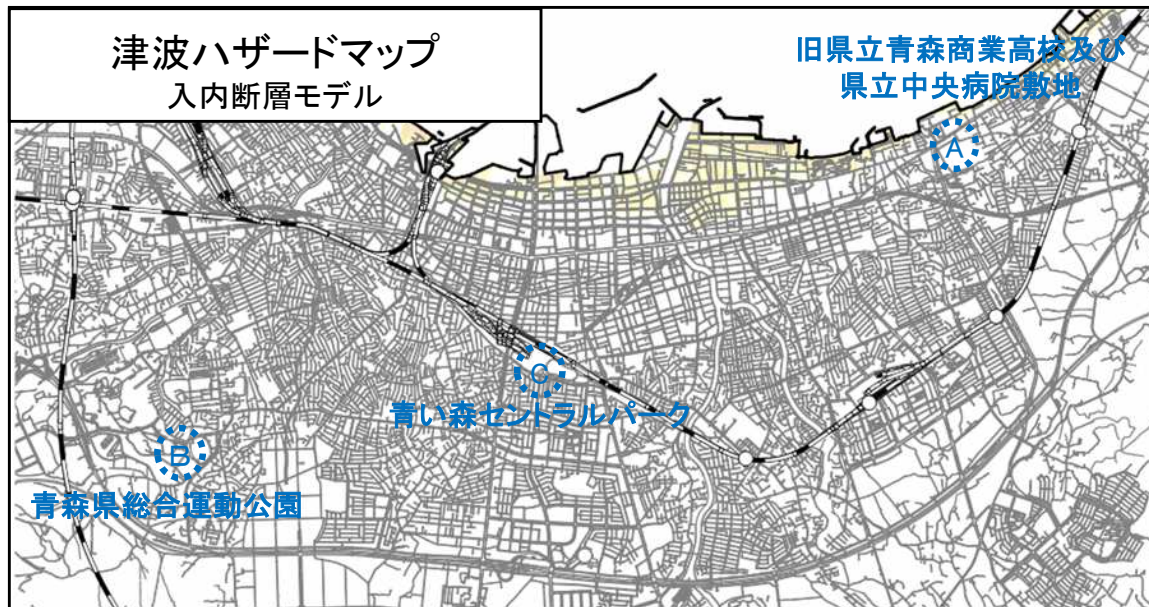 津波ハザードマップ
入内断層モデル
旧県立青森商業高校及び
県立中央病院敷地
A
C
青い森セントラルパーク
B
青森県総合運動公園